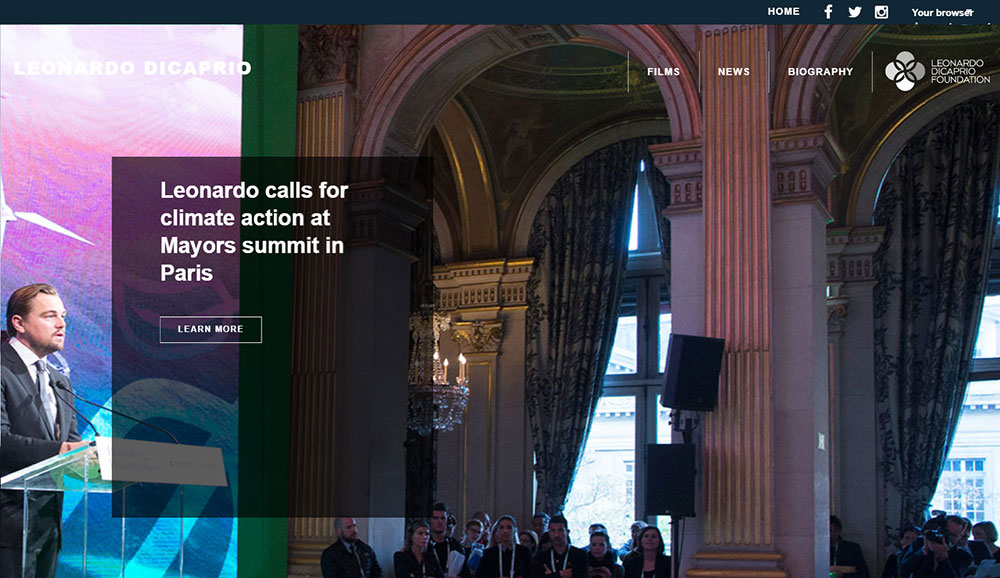 HOME
Your browser
LEONARDO DICAPRIO
FILMS
NEWS
BIOGRAPHY
LEONARDO
DICAPRIO
FOUNDATION
Leonardo calls for
climate action at
Mayors summit in
Paris
LEARN MORE